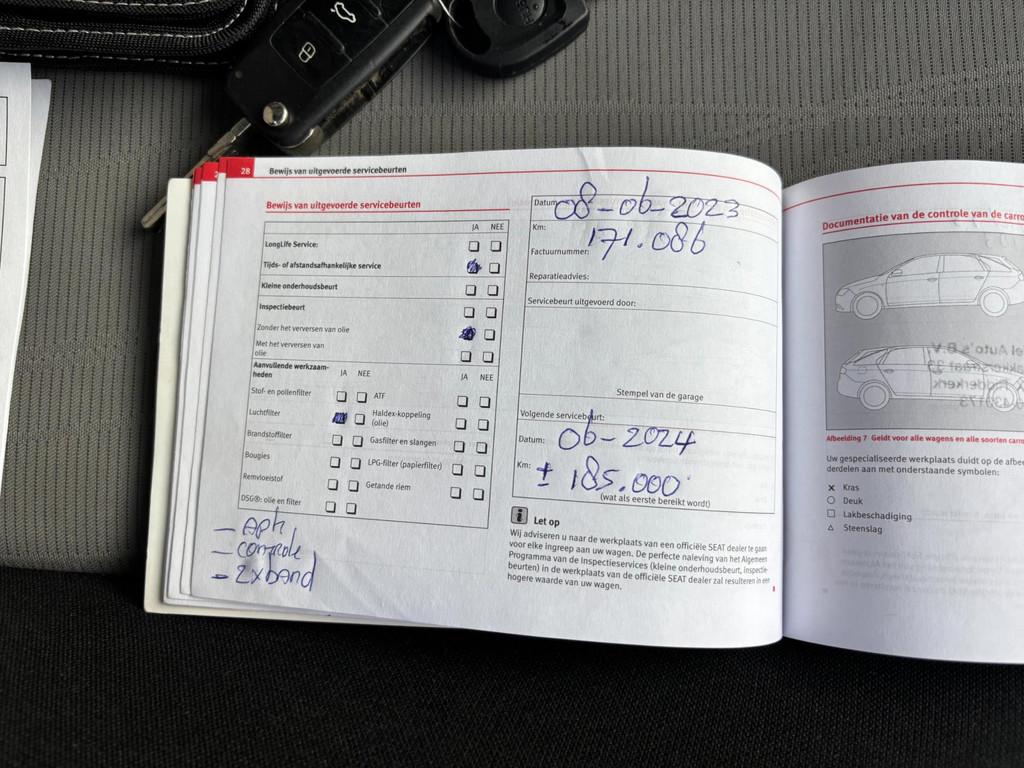 28 Bewijs van uitgevoerde servicebeurten
Bewijs van uitgevoerde servicebeurten
JA NEE
LongLife Service:
Tijds- of afstandsafhankelijke service
Kleine onderhoudsbeurt
Inspectiebeurt
Zonder het verversen van olie
Met het verversen van
olie
Aanvullende werkzaam-
heden
JA NEE
JA NEE
Stof- en pollenfilter
ATF
Luchtfilter
Haldex-koppeling
(olie)
Brandstoffilter
Gasfilter en slangen
Bougies
LPG-filter (papierfilter)
Remvloeistof
Getande riem
DSG®: olie en filter
- apk
- controle
- 2x band
Datum 08-06-2023
Km: 171.086
Factuurnummer:
Reparatieadvies:
Servicebeurt uitgevoerd door:
Stempel van de garage
Volgende servicebeurt:
Datum: 06-2024
Km: ± 185.000
(wat als eerste bereikt wordt)
i Let op
Wij adviseren u naar de werkplaats van een officiële SEAT dealer te gaan
voor elke ingreep aan uw wagen. De perfecte naleving van het Algemeen
Programma van de Inspectieservices (kleine onderhoudsbeurt, inspectie-
beurten) in de werkplaats van de officiële SEAT dealer zal resulteren in een
hogere waarde van uw wagen.
Documentatie van de controle van de carro
Afbeelding 7 Geldt voor alle wagens en alle soorten carro
Uw gespecialiseerde werkplaats duidt op de afbee
derdelen aan met onderstaande symbolen:
× Kras
○ Deuk
□ Lakbeschadiging
△ Steenslag